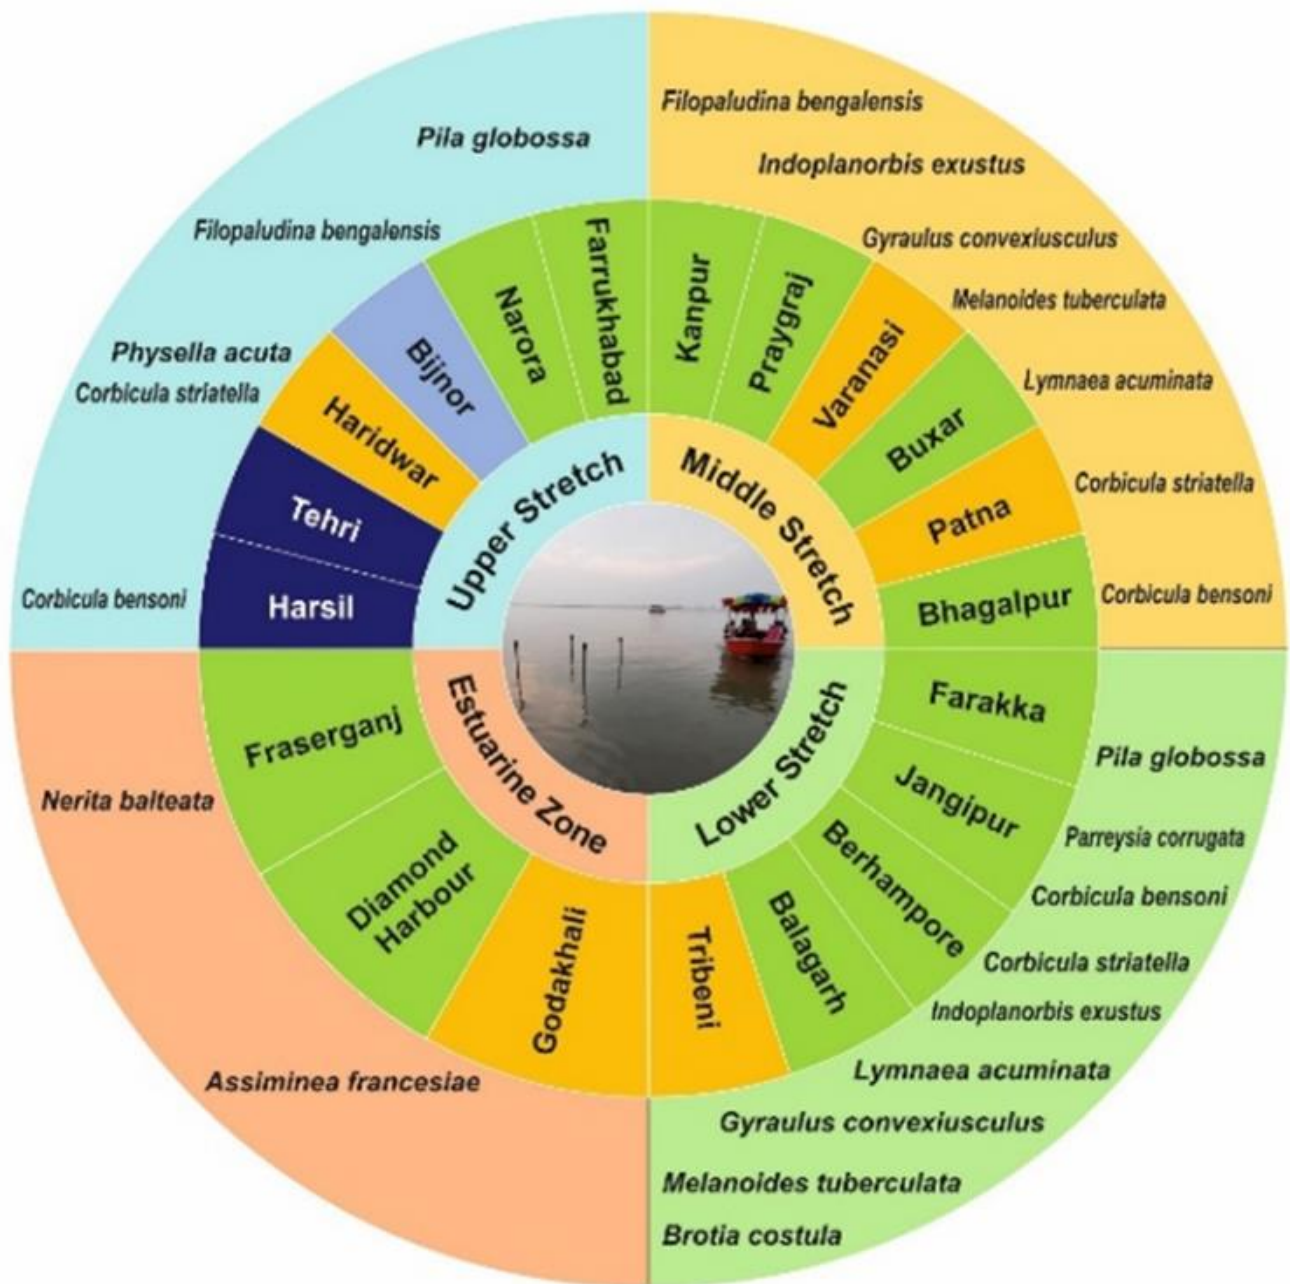 Pila globossa
Filopaludina bengalensis
Physella acuta
Corbicula striatella
Corbicula bensoni
Filopaludina bengalensis
Indoplanorbis exustus
Gyraulus convexiusculus
Melanoides tuberculata
Lymnaea acuminata
Corbicula striatella
Corbicula bensoni
Harsil
Tehri
Haridwar
Bijnor
Narora
Farrukhabad
Kanpur
Praygraj
Varanasi
Buxar
Patna
Bhagalpur
Upper Stretch
Middle Stretch
Estuarine Zone
Lower Stretch
Farakka
Jangipur
Berhampore
Balagarh
Tribeni
Godakhali
Diamond
Harbour
Fraserganj
Nerita balteata
Assiminea francesiae
Pila globossa
Parreysia corrugata
Corbicula bensoni
Corbicula striatella
Indoplanorbis exustus
Lymnaea acuminata
Gyraulus convexiusculus
Melanoides tuberculata
Brotia costula